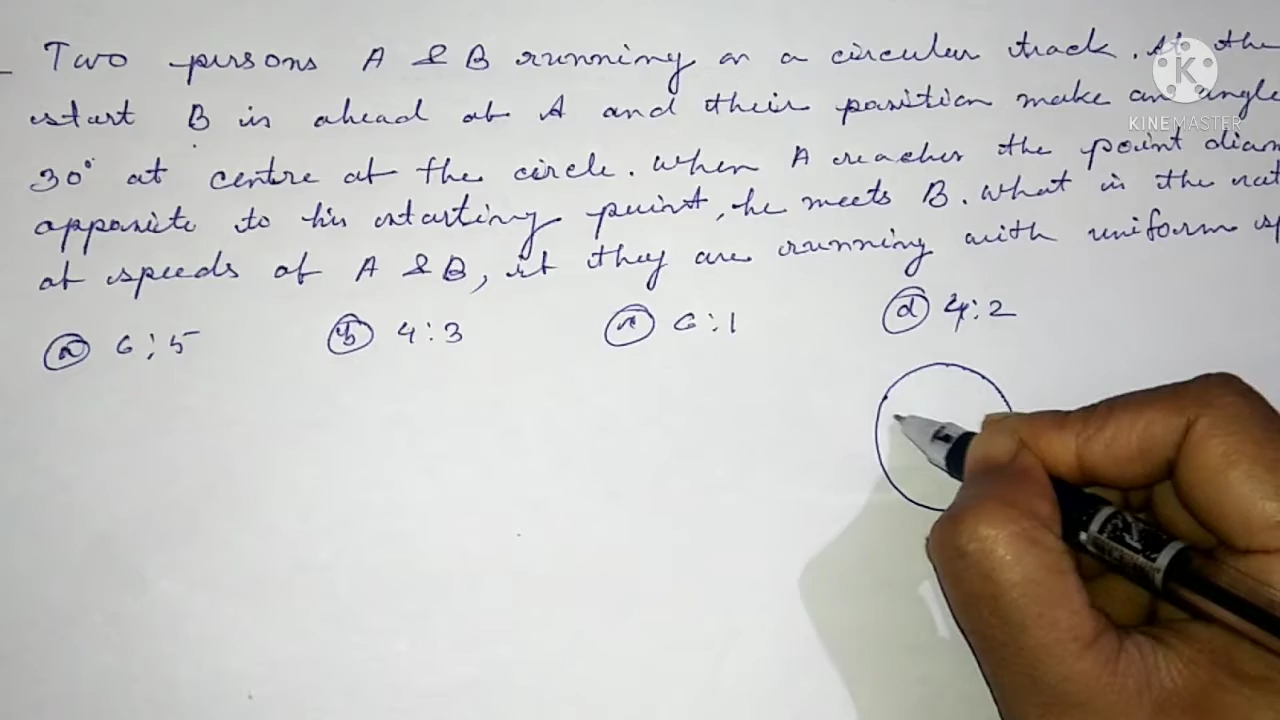 Two persons A & B running on a circular track. At the
start B is ahead of A and their position make an angle
30° at centre of the circle. When A reaches the point diam
opposite to his starting point, he meets B. What is the rat
of speeds of A & B, if they are running with uniform sp
ⓐ 6:5 ⓑ 4:3 ⓒ 6:1 ⓓ 4:2
K
KINEMASTER